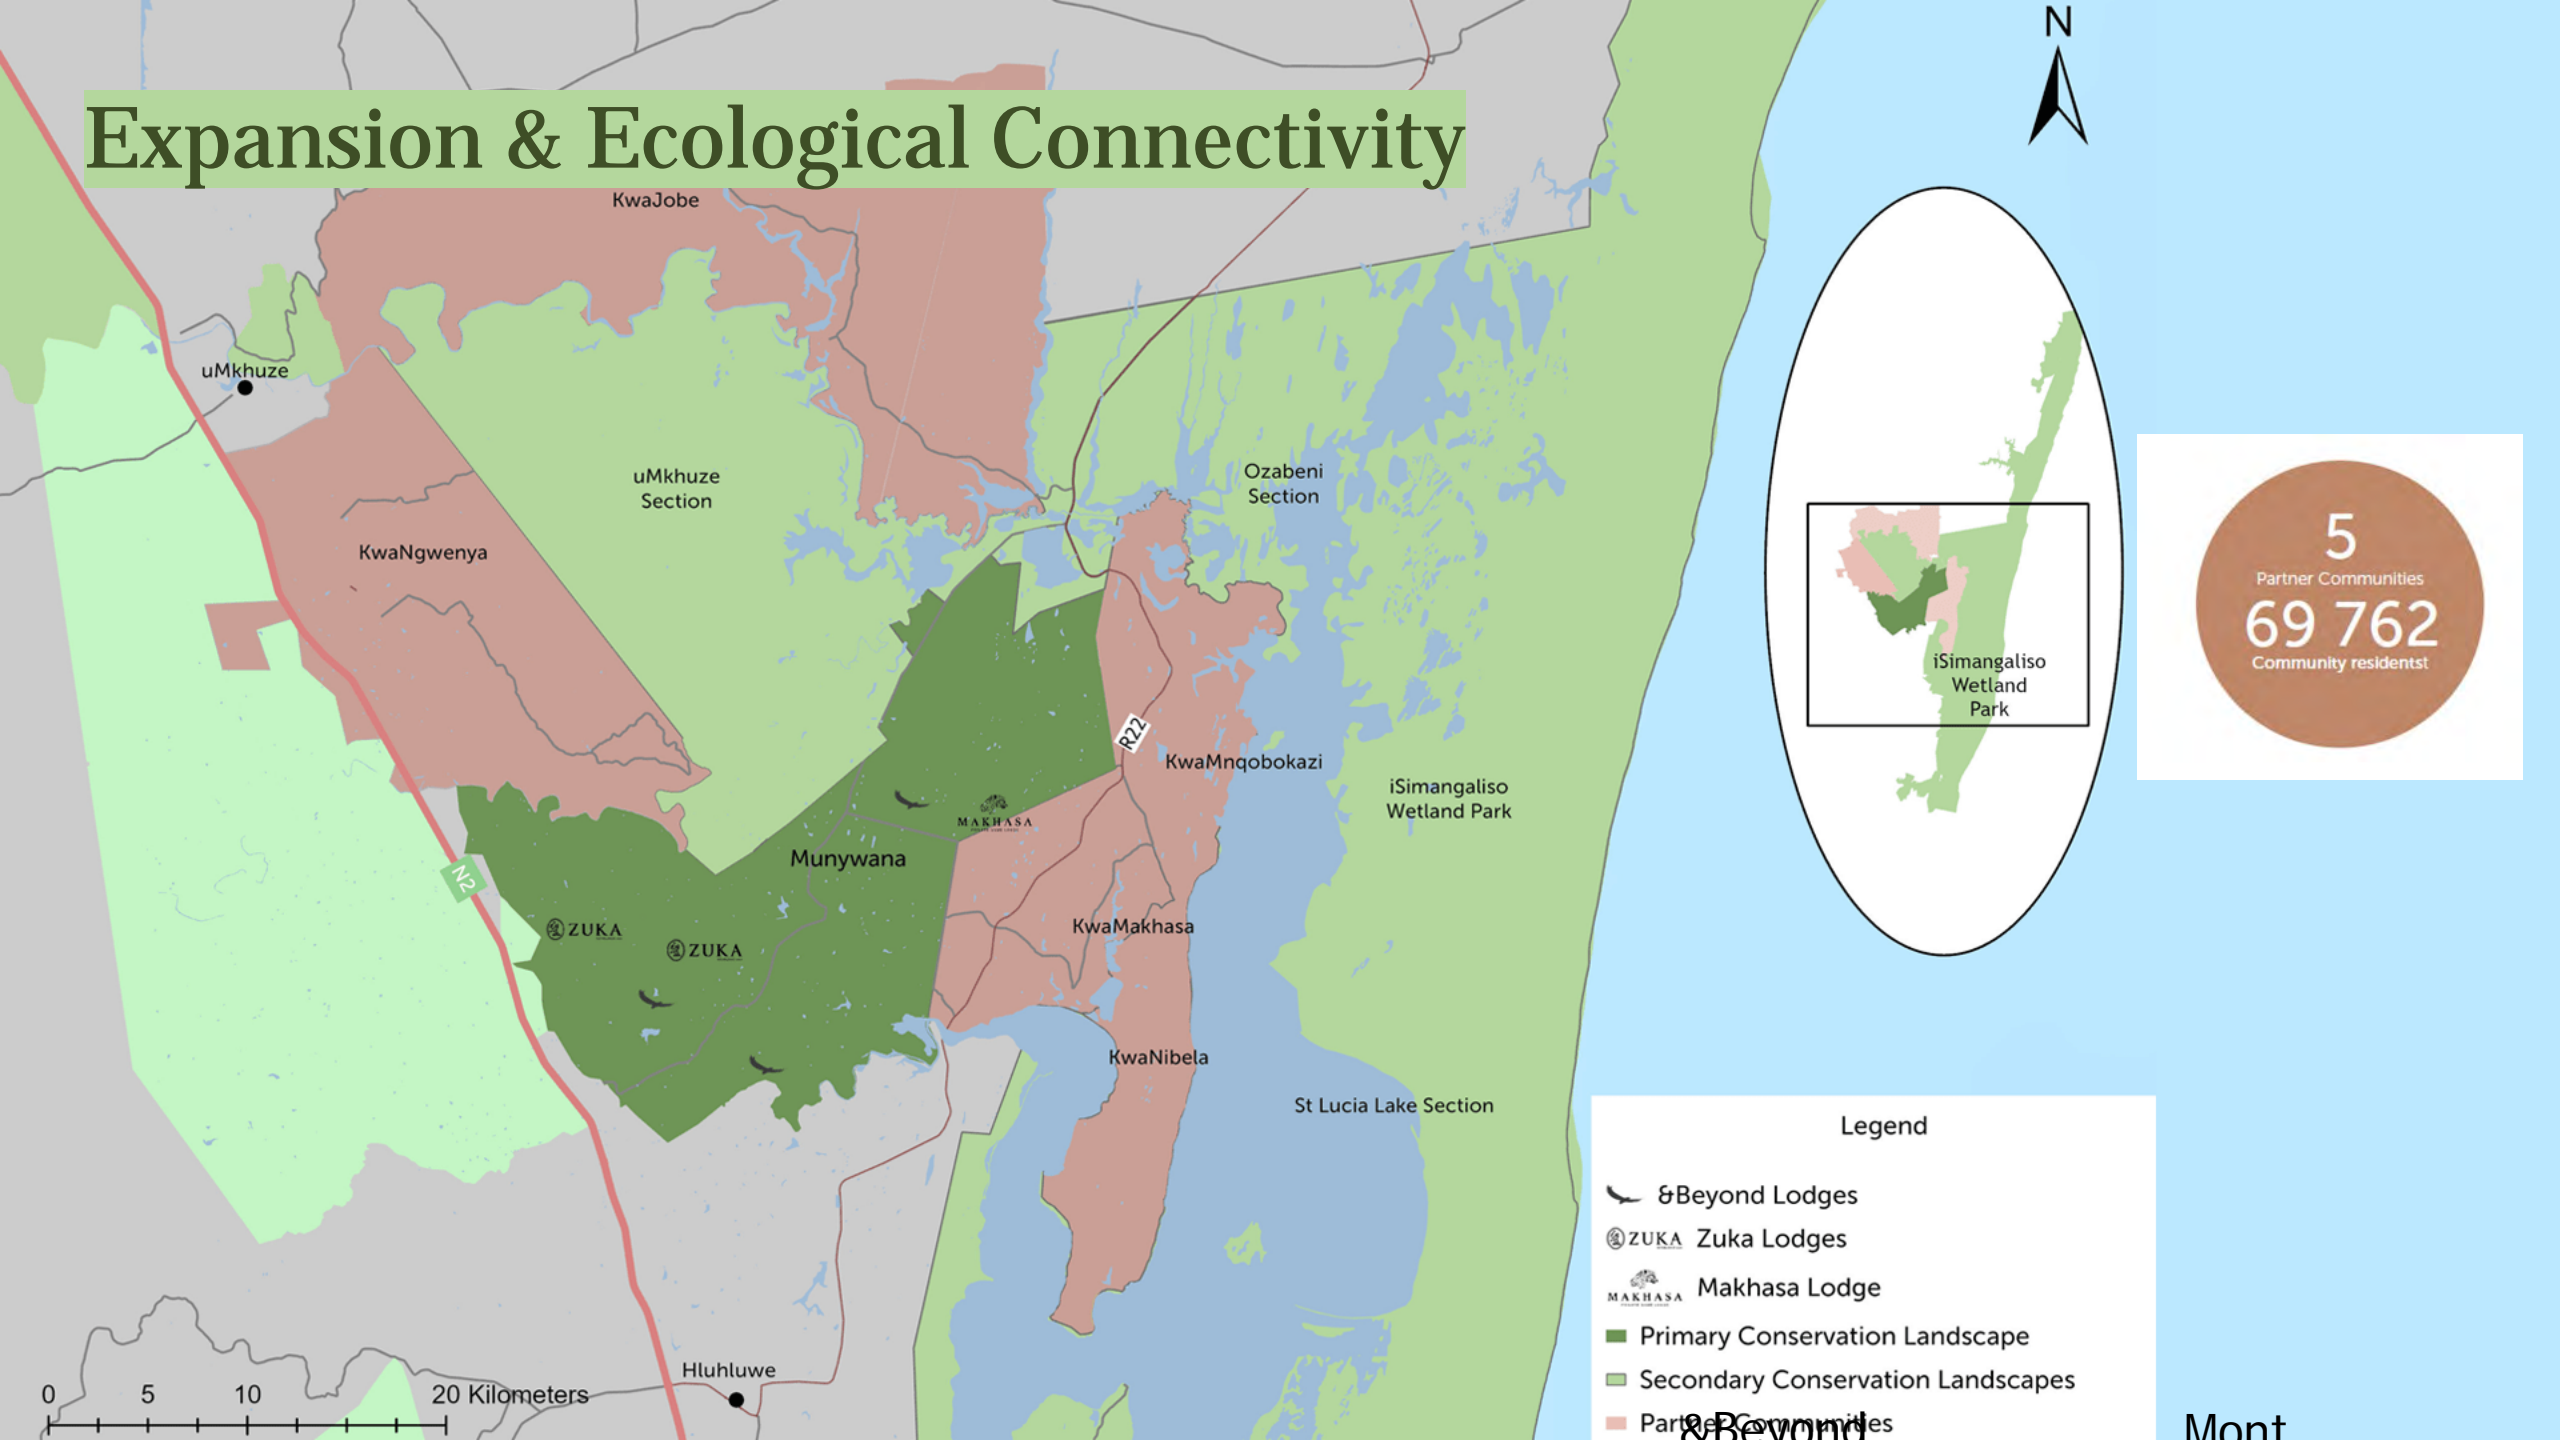 Expansion & Ecological Connectivity
N
KwaJobe
uMkhuze
uMkhuze
Section
Ozabeni
Section
KwaNgwenya
5
Partner Communities
69 762
Community residentst
iSimangaliso
Wetland
Park
R22
KwaMnqobokazi
iSimangaliso
Wetland Park
MAKHASA
Munywana
N2
ZUKA
ZUKA
KwaMakhasa
KwaNibela
St Lucia Lake Section
Legend
&Beyond Lodges
ZUKA Zuka Lodges
MAKHASA Makhasa Lodge
Primary Conservation Landscape
Secondary Conservation Landscapes
Partner Communities
&Beyond
Mont
Hluhluwe
0 5 10 20 Kilometers